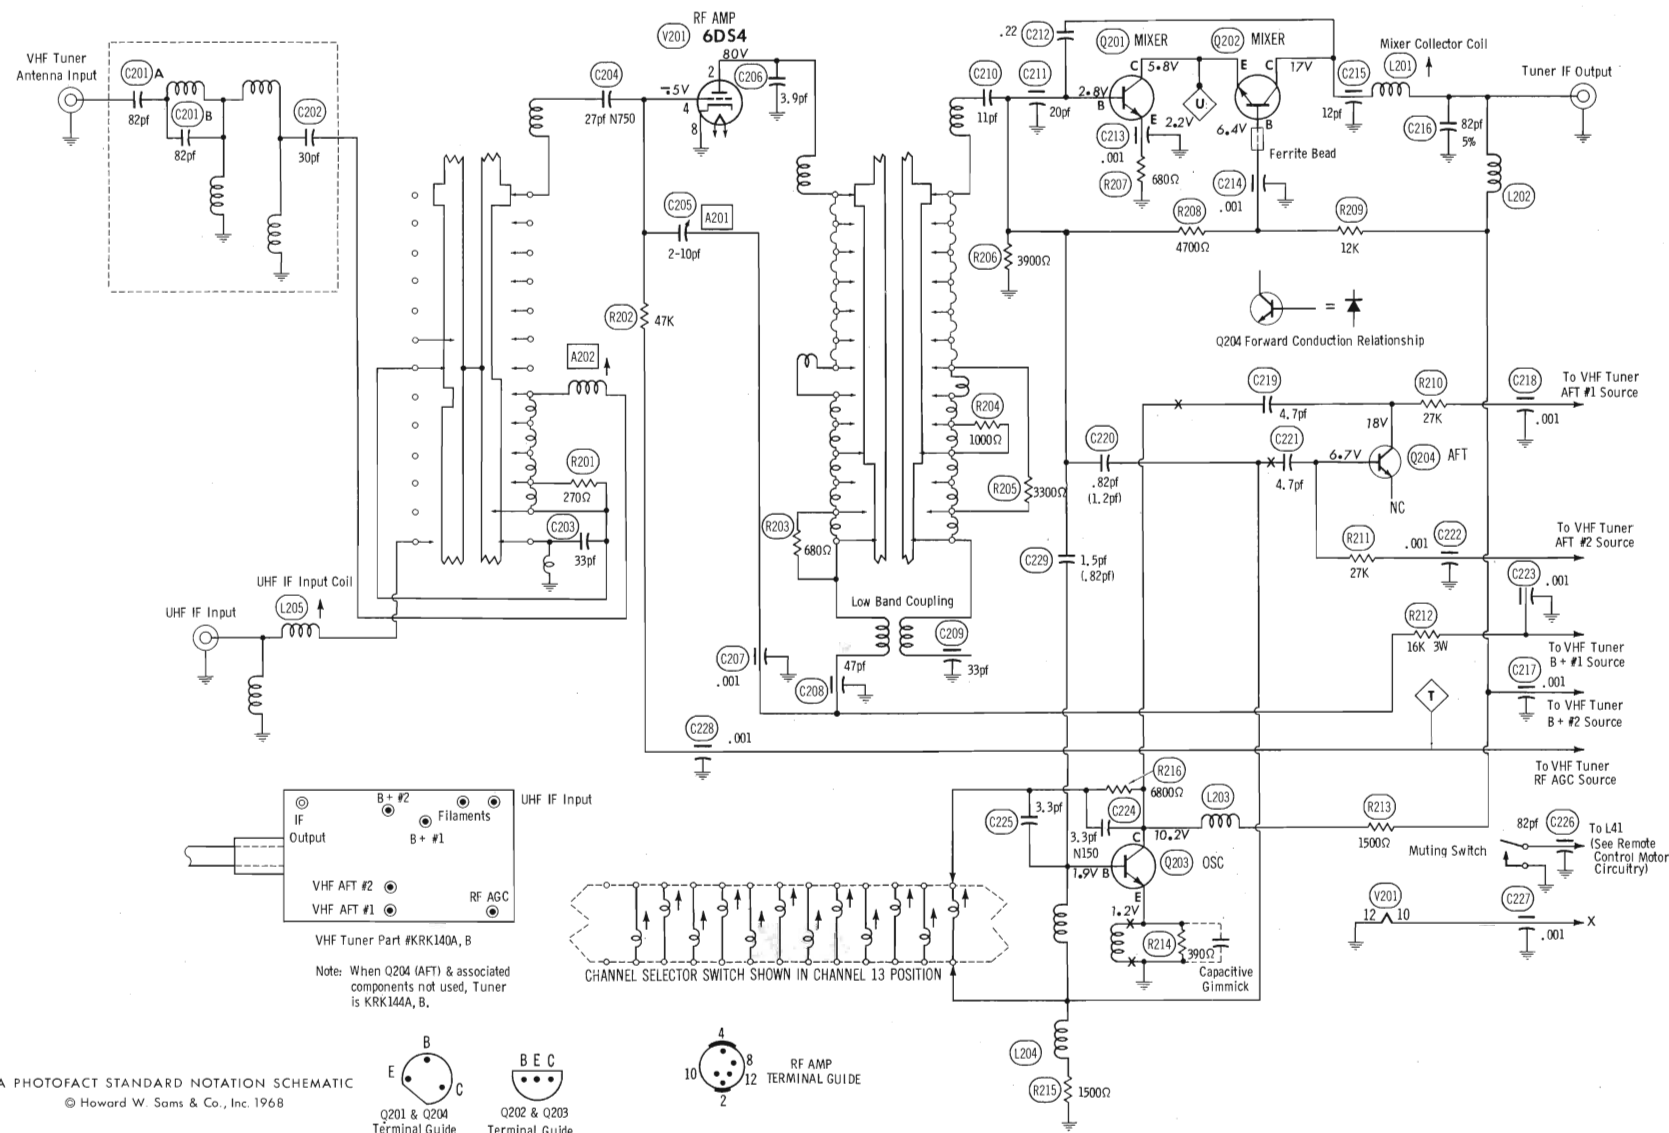 RF AMP
V201 6DS4
80V
VHF Tuner
Antenna Input
C201 A
82pf
C201 B
82pf
C202
30pf
C204
27pf N750
-.5V
2
4
8
C206
3.9pf
C205
A201
2-10pf
R202
47K
A202
R201
270Ω
C203
33pf
UHF IF Input Coil
L205
UHF IF Input
.22 C212
Q201 MIXER
Q202 MIXER
C210
11pf
C211
20pf
C 5.8V
2.8V
B
E
2.2V
U
C213
.001
R207
680Ω
E
C 17V
6.4V
B
Ferrite Bead
C214
.001
Mixer Collector Coil
L201
C215
12pf
Tuner IF Output
C216
82pf
5%
L202
R208
4700Ω
R209
12K
R206
3900Ω
=
Q204 Forward Conduction Relationship
R204
1000Ω
R205
3300Ω
R203
680Ω
C219
4.7pf
X
R210
27K
C218
.001
To VHF Tuner
AFT #1 Source
18V
C220
.82pf
(1.2pf)
C221
X
4.7pf
6.7V
Q204 AFT
NC
C229
1.5pf
(.82pf)
R211
27K
.001 C222
To VHF Tuner
AFT #2 Source
C223
.001
R212
16K 3W
To VHF Tuner
B + #1 Source
C217
.001
To VHF Tuner
B + #2 Source
T
To VHF Tuner
RF AGC Source
Low Band Coupling
C209
33pf
C207
.001
47pf
C208
C228
.001
R216
6800Ω
C225
3.3pf
C224
3.3pf
N150
L203
C
10.2V
1.9V B
Q203 OSC
E
1.2V
X
X
R214
390Ω
Capacitive
Gimmick
R213
1500Ω
Muting Switch
82pf C226
To L41
(See Remote
Control Motor
Circuitry)
V201
12 10
C227
.001
X
IF
Output
B + #2
B + #1
Filaments
UHF IF Input
VHF AFT #2
VHF AFT #1
RF AGC
VHF Tuner Part #KRK140A, B
Note: When Q204 (AFT) & associated
components not used, Tuner
is KRK144A, B.
CHANNEL SELECTOR SWITCH SHOWN IN CHANNEL 13 POSITION
L204
R215
1500Ω
A PHOTOFACT STANDARD NOTATION SCHEMATIC
© Howard W. Sams & Co., Inc. 1968
B
E
C
Q201 & Q204
Terminal Guide
B E C
Q202 & Q203
Terminal Guide
4
8
10
12
2
RF AMP
TERMINAL GUIDE